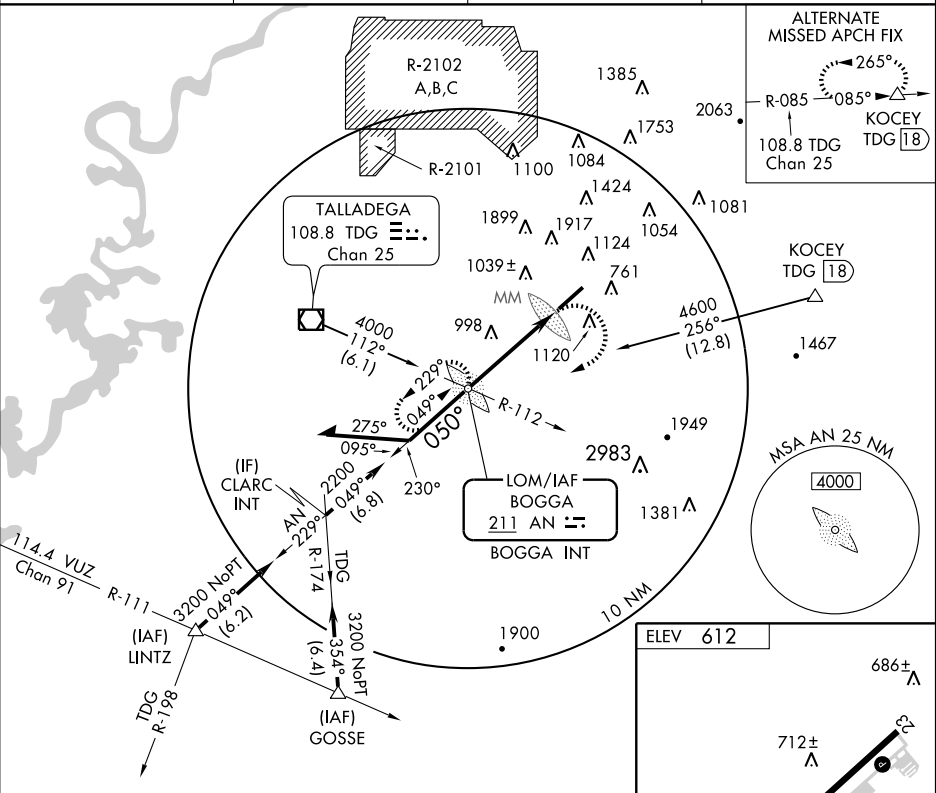 ALTERNATE
MISSED APCH FIX
265°
R-085
085°
KOCEY
TDG 18
108.8 TDG
Chan 25
R-2102
A,B,C
R-2101
1385
1753
2063
1100
1084
1424
1081
1054
1899
1917
1124
1039±
761
TALLADEGA
108.8 TDG
Chan 25
MM
998
1120
KOCEY
TDG 18
4600
256°
(12.8)
1467
4000
112°
(6.1)
229°
049°
050°
R-112
275°
095°
230°
1949
2983
1381
(IF)
CLARC
INT
2200
049°
(6.8)
AN
229°
LOM/IAF
BOGGA
211 AN
BOGGA INT
MSA AN 25 NM
4000
TDG
R-174
114.4 VUZ
Chan 91
R-111
3200 NoPT
049°
(6.2)
3200 NoPT
354°
(6.4)
10 NM
1900
(IAF)
LINTZ
TDG
R-198
(IAF)
GOSSE
ELEV 612
686±
712±
23
P